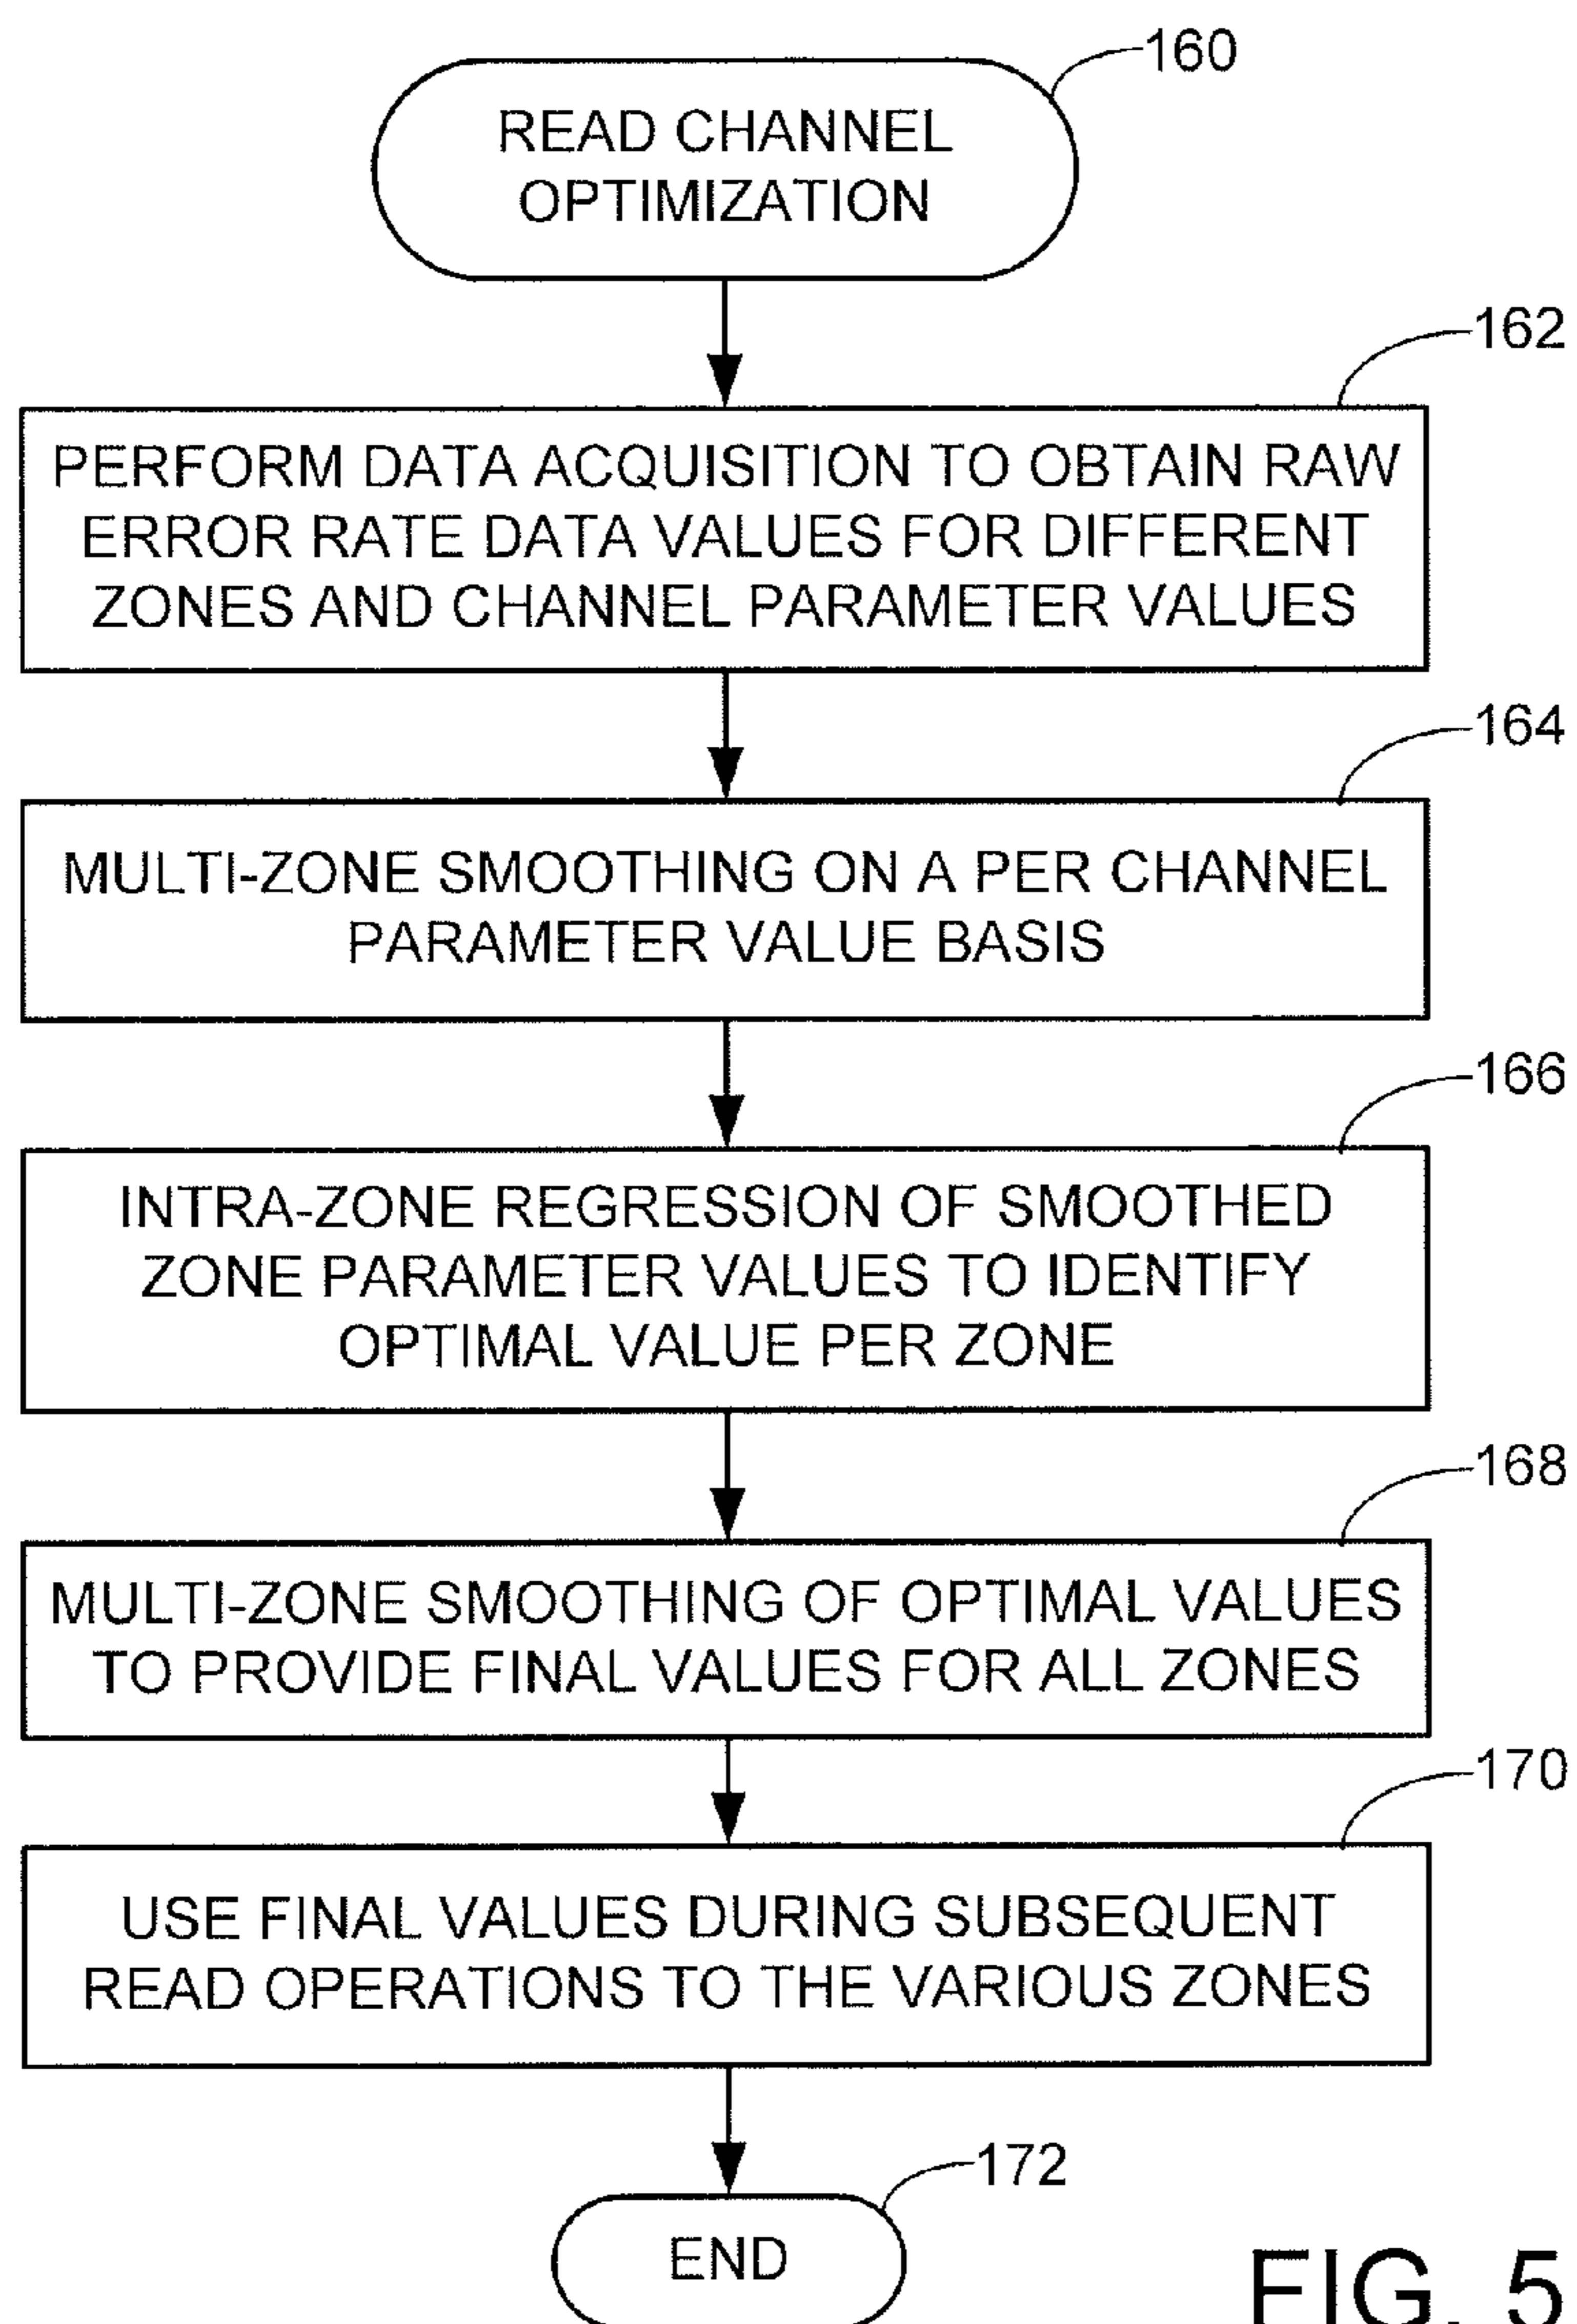 160
READ CHANNEL
OPTIMIZATION
162
PERFORM DATA ACQUISITION TO OBTAIN RAW
ERROR RATE DATA VALUES FOR DIFFERENT
ZONES AND CHANNEL PARAMETER VALUES
164
MULTI-ZONE SMOOTHING ON A PER CHANNEL
PARAMETER VALUE BASIS
166
INTRA-ZONE REGRESSION OF SMOOTHED
ZONE PARAMETER VALUES TO IDENTIFY
OPTIMAL VALUE PER ZONE
168
MULTI-ZONE SMOOTHING OF OPTIMAL VALUES
TO PROVIDE FINAL VALUES FOR ALL ZONES
170
USE FINAL VALUES DURING SUBSEQUENT
READ OPERATIONS TO THE VARIOUS ZONES
172
END
FIG. 5